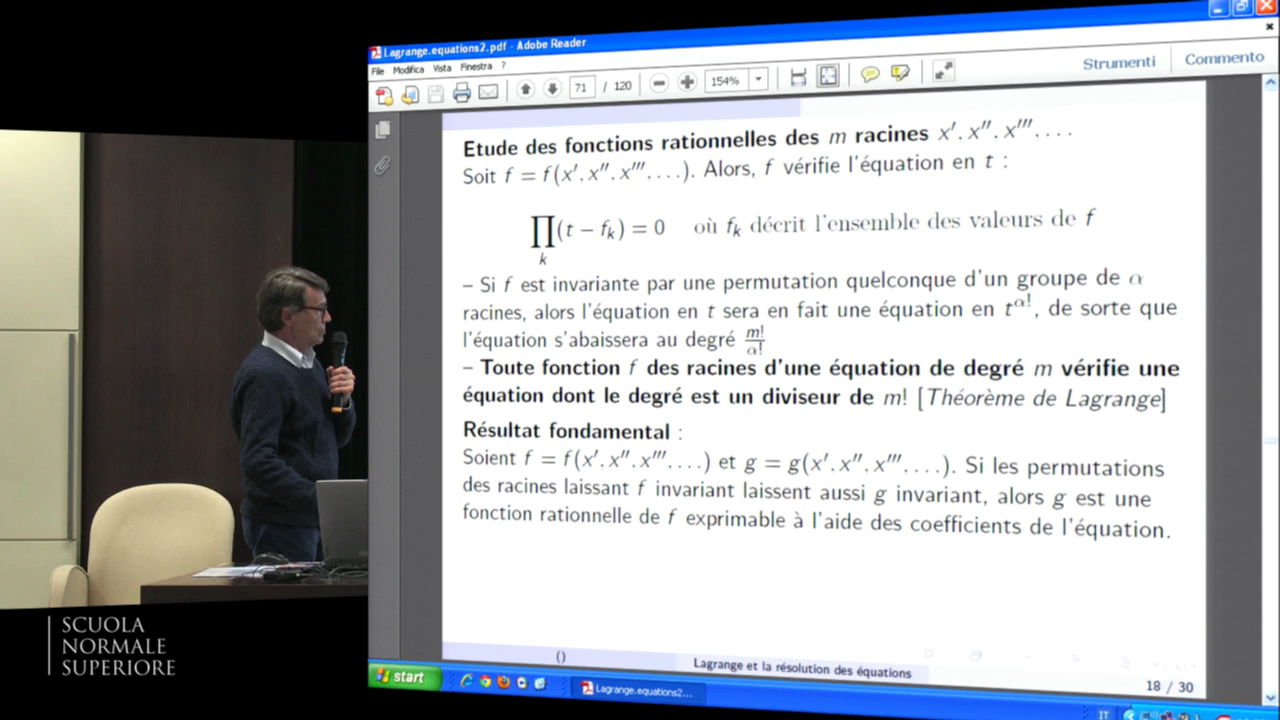 Lagrange.equations2.pdf - Adobe Reader
File Modifica Vista Finestra ?
71 / 120 154% Strumenti Commento
Etude des fonctions rationnelles des m racines x′, x″, x‴, . . .
Soit f = f(x′, x″, x‴, . . .). Alors, f vérifie l'équation en t :
∏ₖ(t − fₖ) = 0 où fₖ décrit l'ensemble des valeurs de f
– Si f est invariante par une permutation quelconque d'un groupe de α
racines, alors l'équation en t sera en fait une équation en t^α!, de sorte que
l'équation s'abaissera au degré m!/α!
– Toute fonction f des racines d'une équation de degré m vérifie une
équation dont le degré est un diviseur de m! [Théorème de Lagrange]
Résultat fondamental :
Soient f = f(x′, x″, x‴, . . .) et g = g(x′, x″, x‴, . . .). Si les permutations
des racines laissant f invariant laissent aussi g invariant, alors g est une
fonction rationnelle de f exprimable à l'aide des coefficients de l'équation.
()
Lagrange et la résolution des équations
18 / 30
start
Lagrange.equations2...
IT
SCUOLA
NORMALE
SUPERIORE